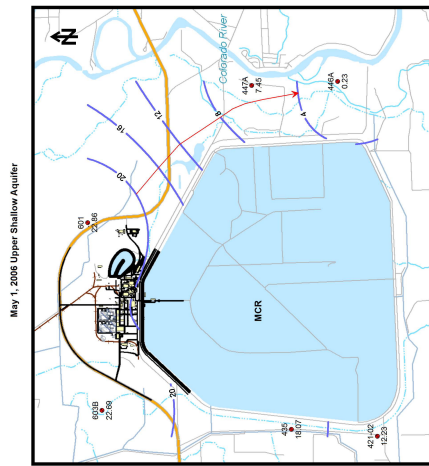 May 1, 2006 Upper Shallow Aquifer
N
Colorado River
447A
7.45
446A
0.23
12
16
8
4
20
601
22.86
MCR
603B
22.69
20
435
18.07
421-02
12.23